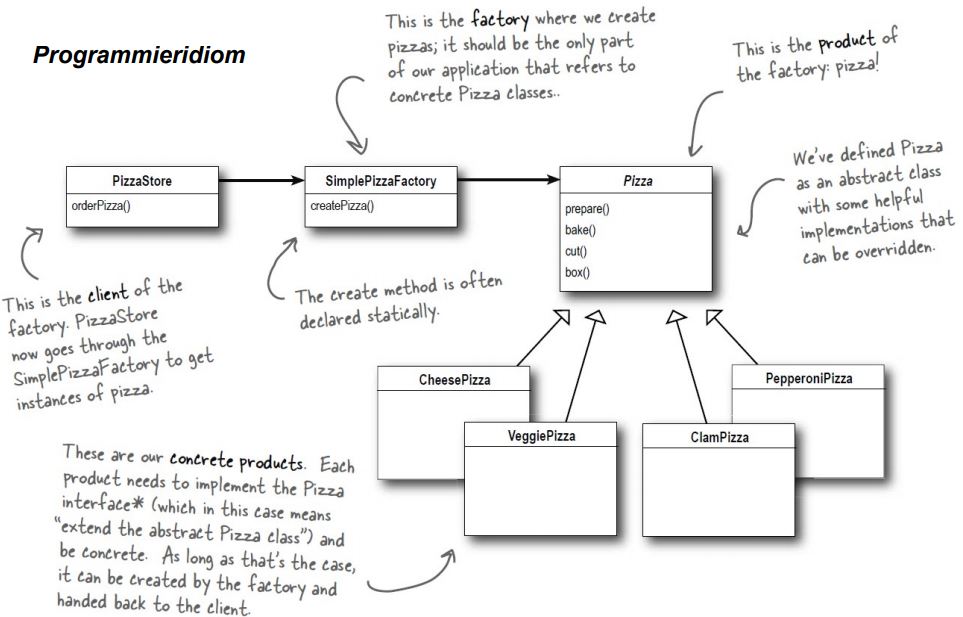 Programmieridiom
This is the factory where we create
pizzas; it should be the only part
of our application that refers to
concrete Pizza classes..
This is the product of
the factory: pizza!
PizzaStore
orderPizza()
SimplePizzaFactory
createPizza()
Pizza
prepare()
bake()
cut()
box()
We've defined Pizza
as an abstract class
with some helpful
implementations that
can be overridden.
This is the client of the
factory. PizzaStore
now goes through the
SimplePizzaFactory to get
instances of pizza.
The create method is often
declared statically.
CheesePizza
VeggiePizza
ClamPizza
PepperoniPizza
These are our concrete products. Each
product needs to implement the Pizza
interface* (which in this case means
"extend the abstract Pizza class") and
be concrete. As long as that's the case,
it can be created by the factory and
handed back to the client.